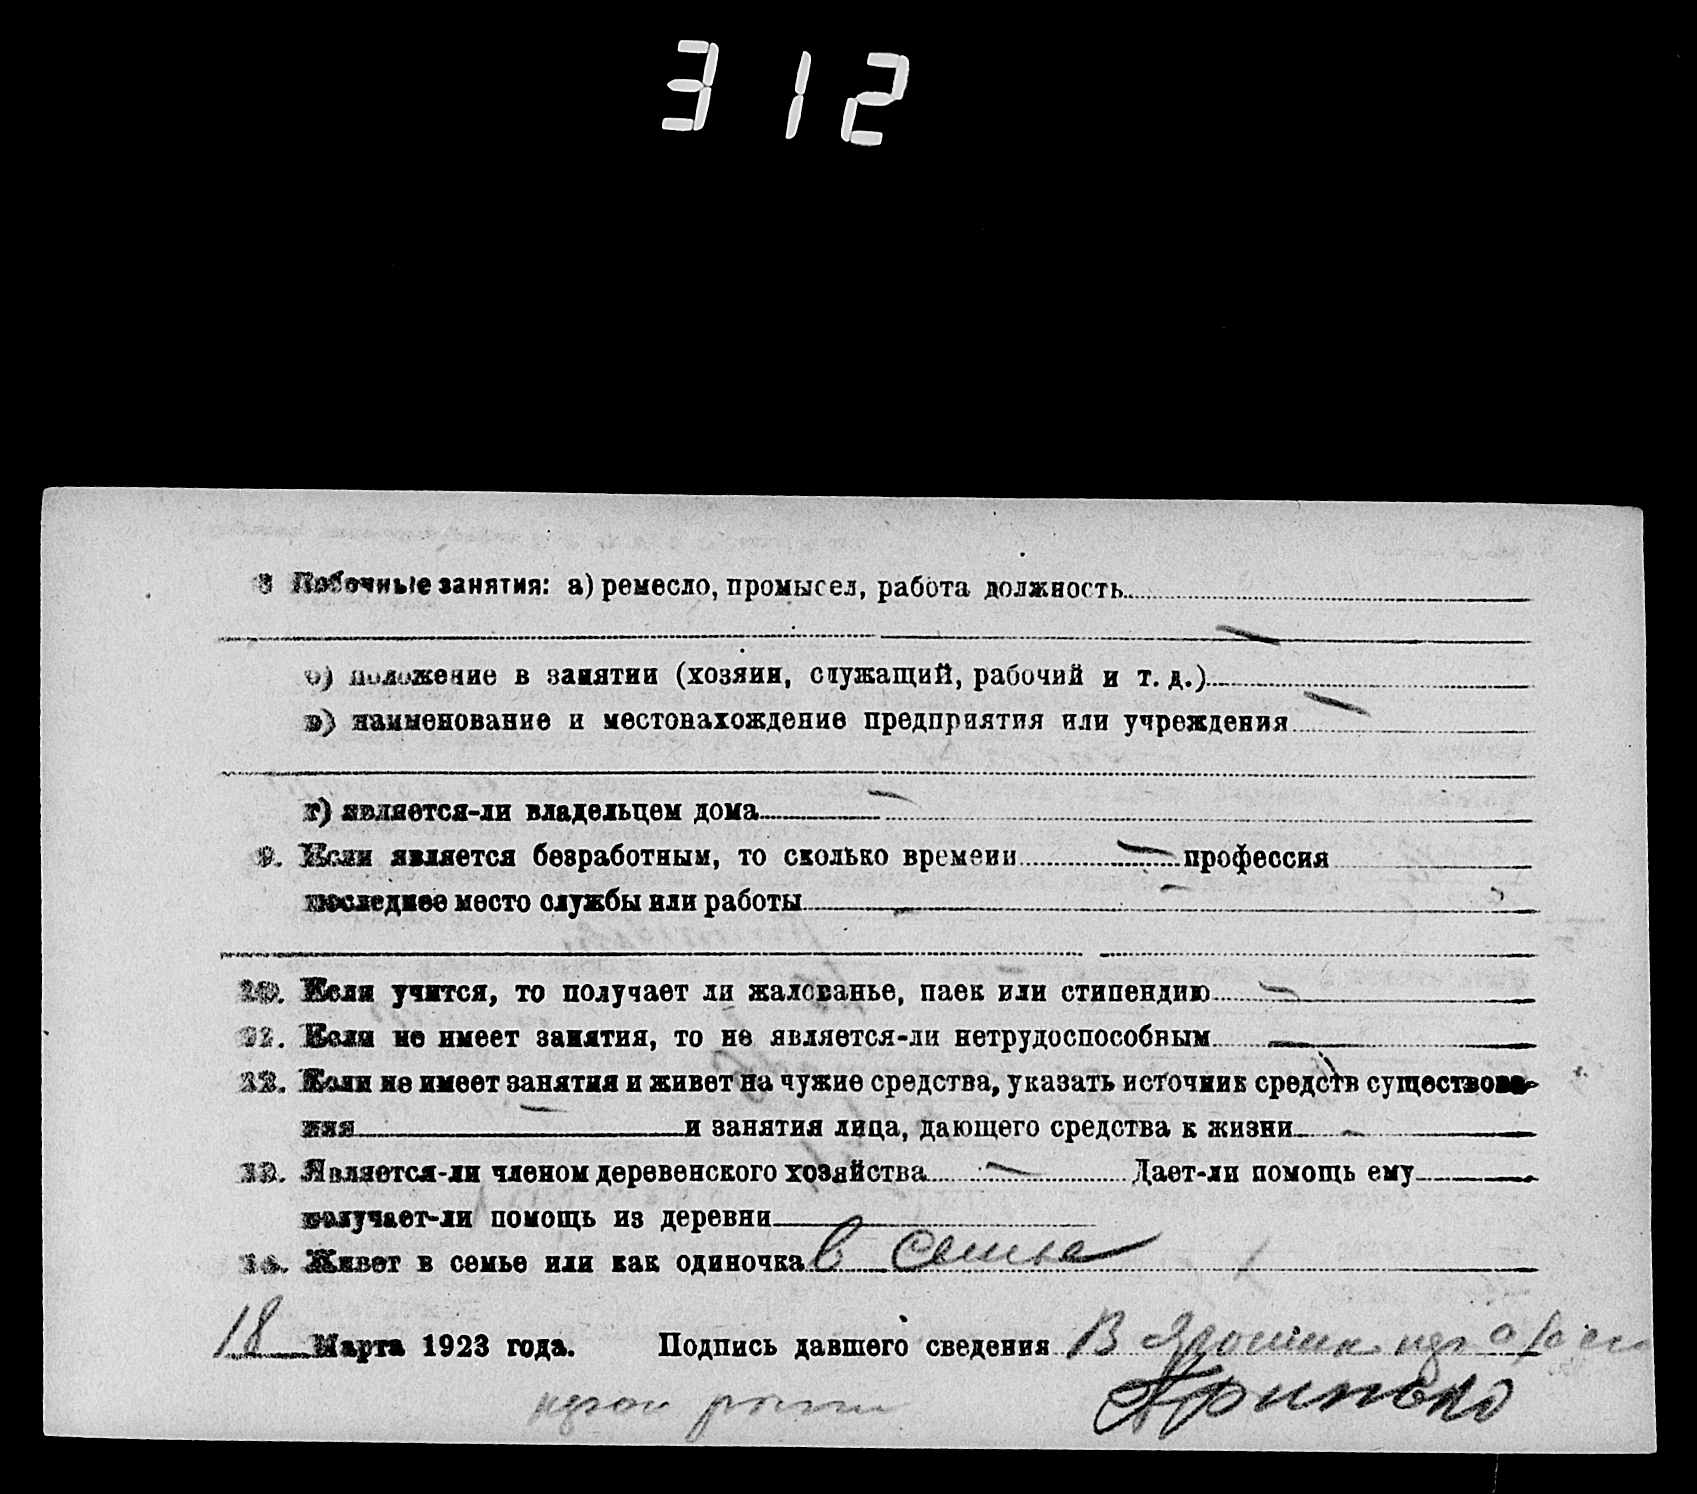 312
8 Побочные занятия: а) ремесло, промысел, работа должность
б) положение в занятии (хозяин, служащий, рабочий и т. д.)
в) наименование и местонахождение предприятия или учреждения
г) является-ли владельцем дома
9. Если является безработным, то сколько времени профессия
последнее место службы или работы
10. Если учится, то получает ли жалованье, паек или стипендию
11. Если не имеет занятия, то не является-ли нетрудоспособным
12. Если не имеет занятия и живет на чужие средства, указать источник средств существова-
ния и занятия лица, дающего средства к жизни
13. Является-ли членом деревенского хозяйства Дает-ли помощь ему
получает-ли помощь из деревни
14. Живет в семье или как одиночка в семье
18 Марта 1923 года. Подпись давшего сведения В